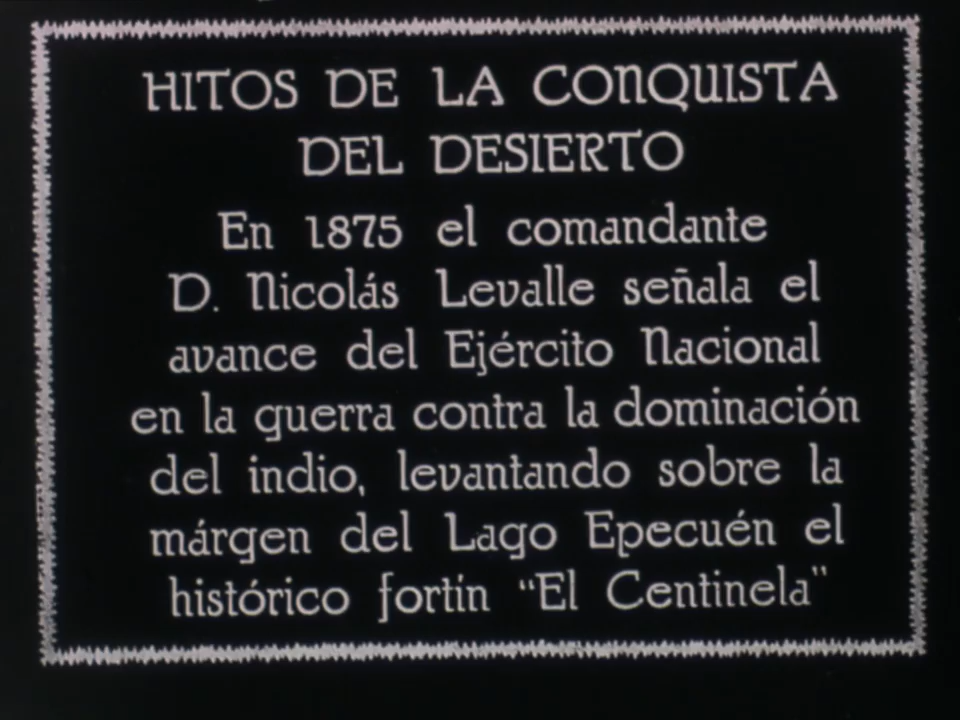 HITOS DE LA CONQUISTA
DEL DESIERTO
En 1875 el comandante
D. Nicolás Levalle señala el
avance del Ejército Nacional
en la guerra contra la dominación
del indio, levantando sobre la
márgen del Lago Epecuén el
histórico fortín "El Centinela"